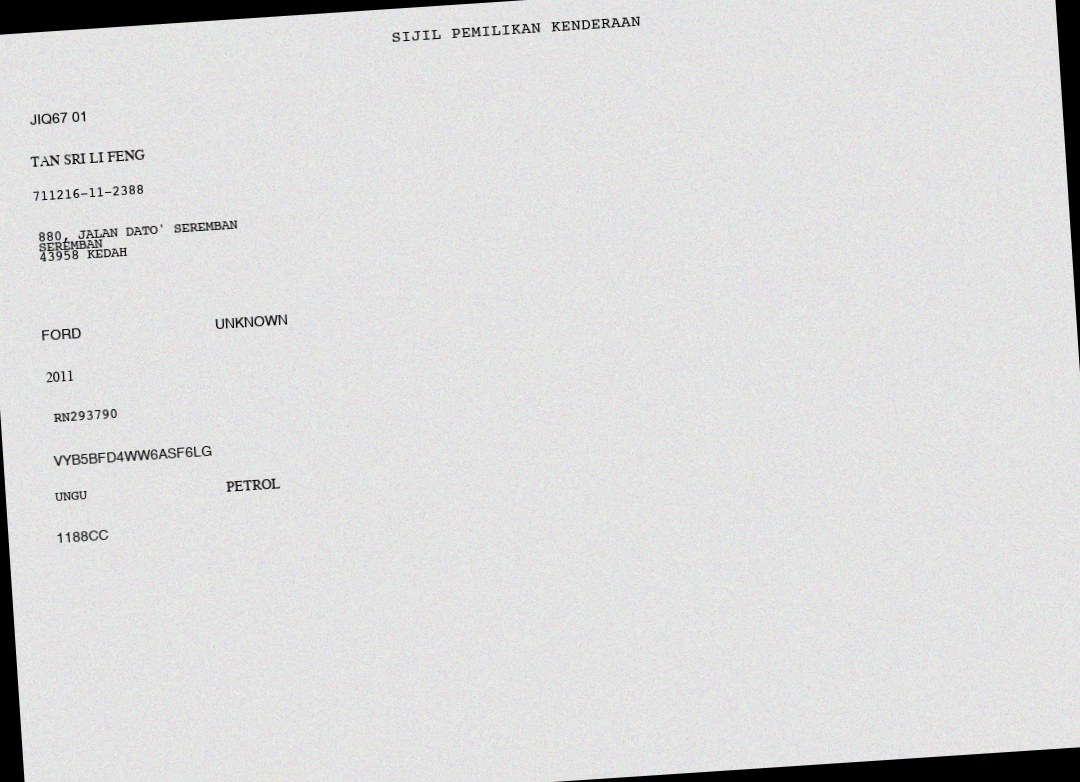 SIJIL PEMILIKAN KENDERAAN
JIQ67 01
TAN SRI LI FENG
711216-11-2388
880, JALAN DATO' SEREMBAN
SEREMBAN
43958 KEDAH
FORD UNKNOWN
2011
RN293790
VYB5BFD4WW6ASF6LG
UNGU PETROL
1188CC